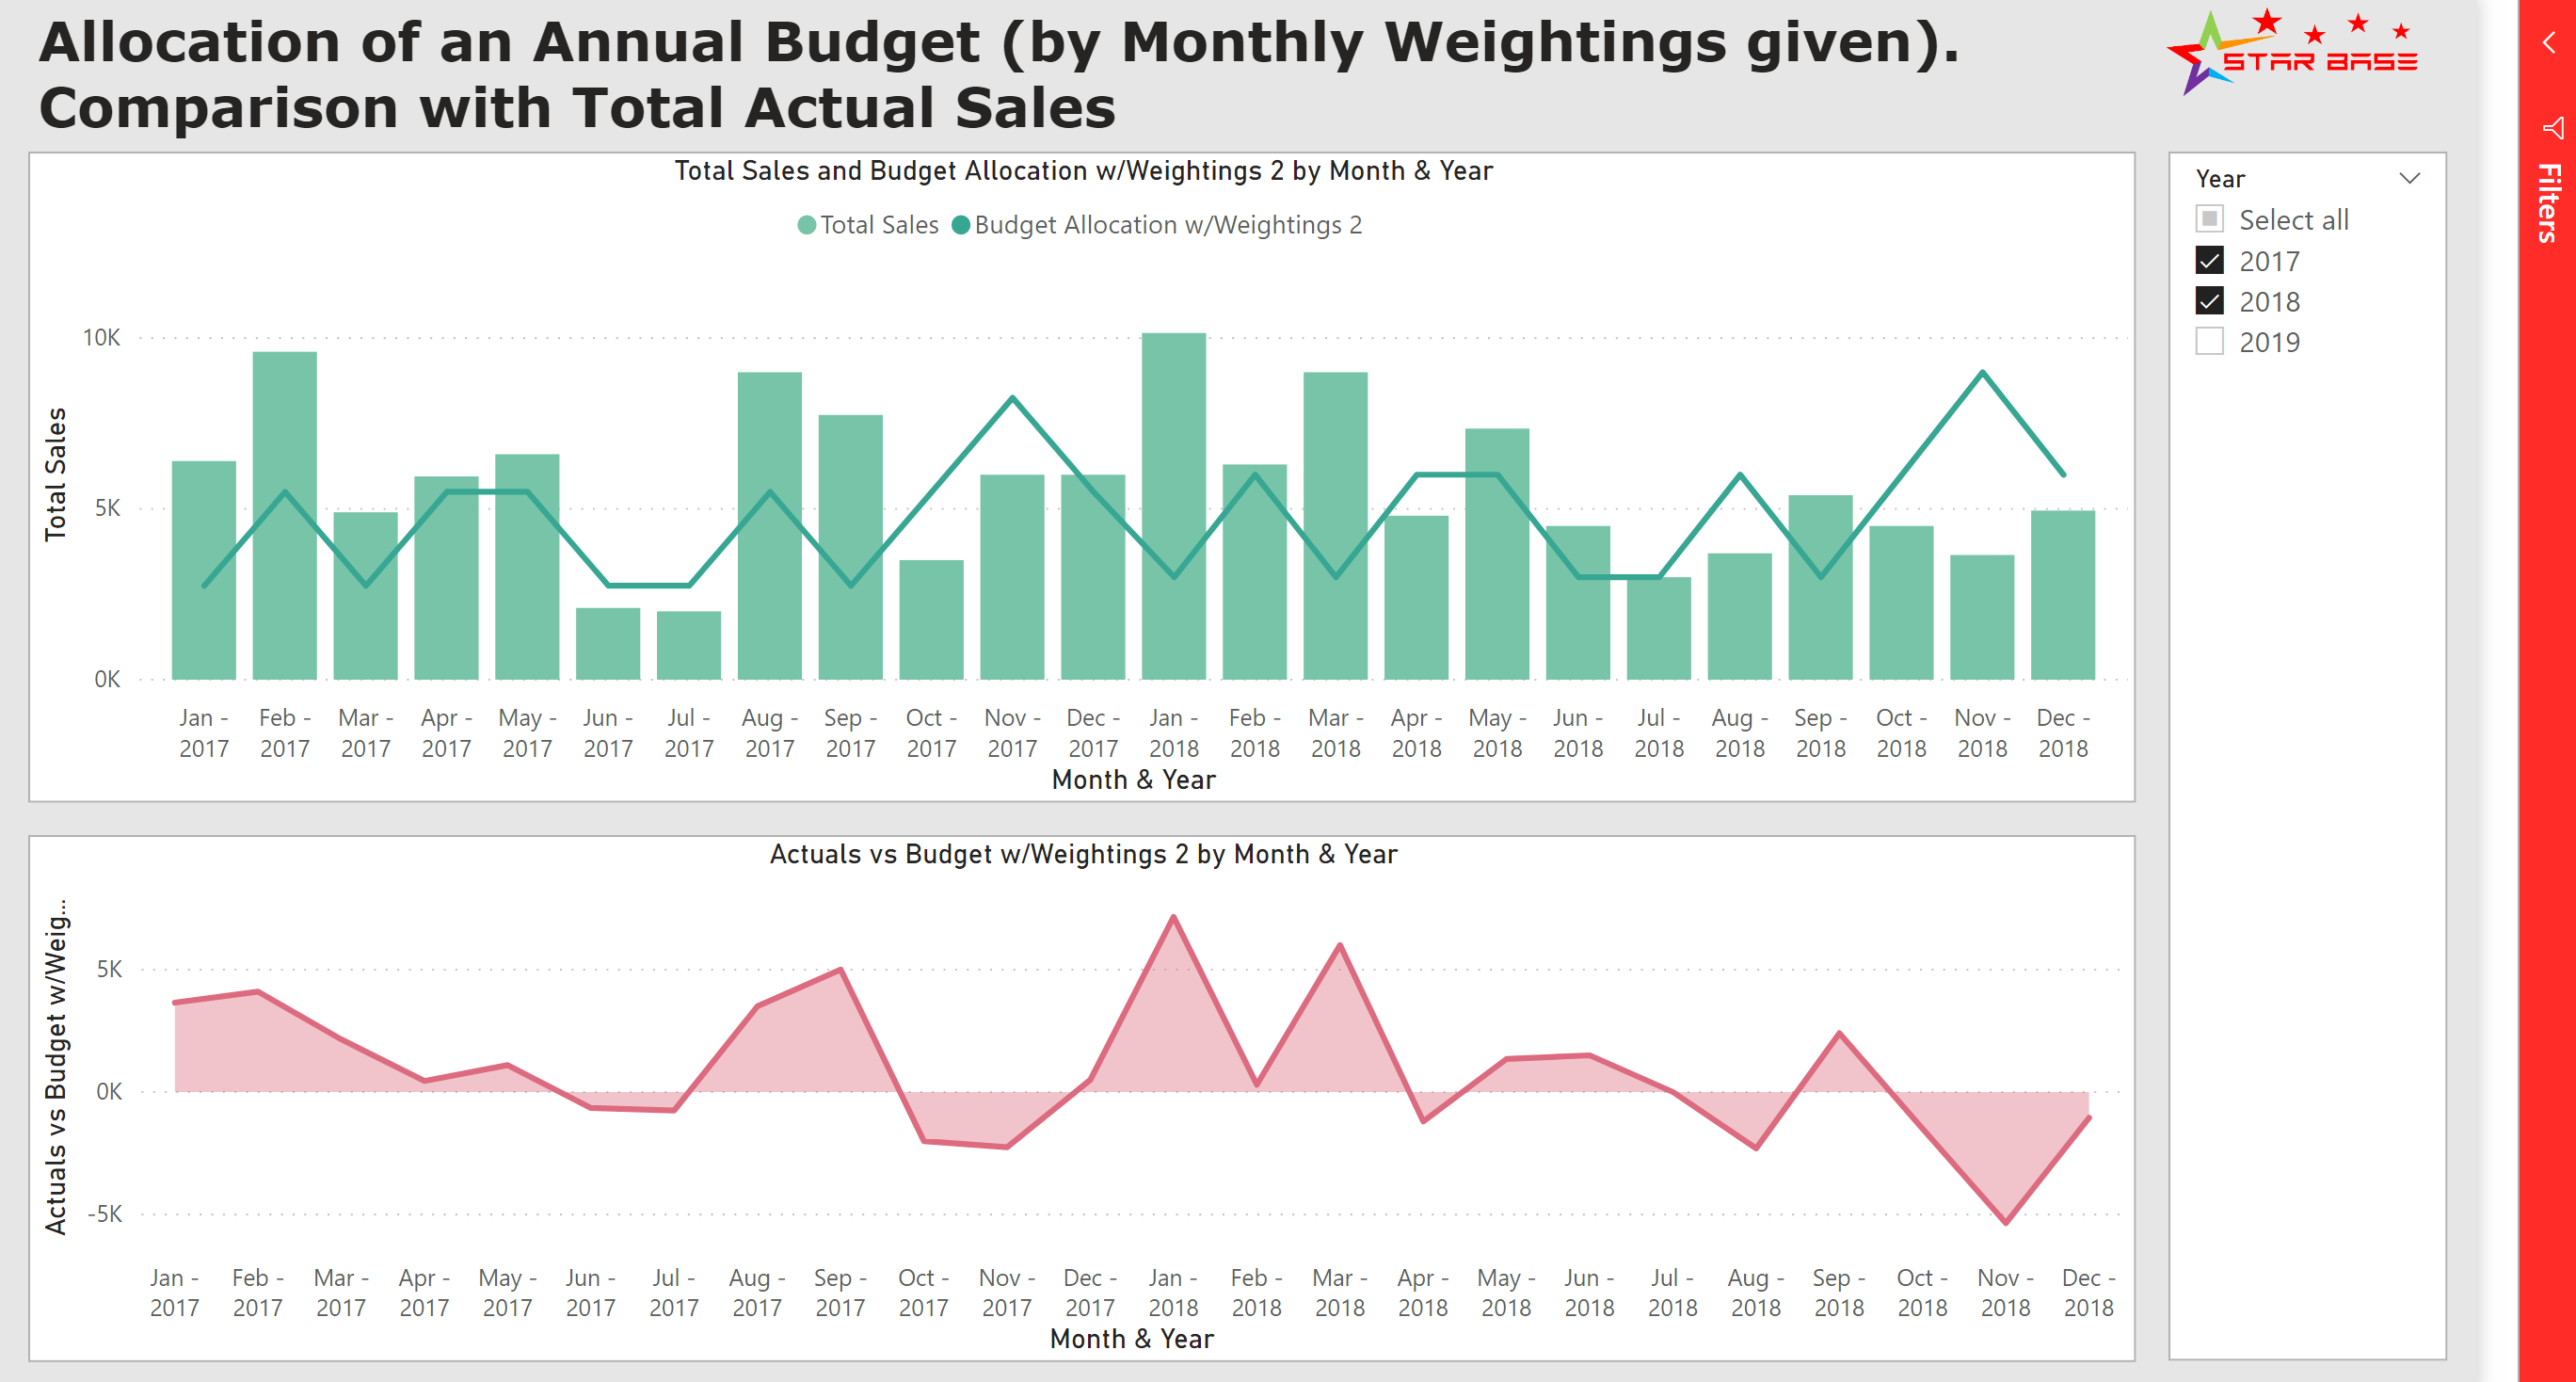 Allocation of an Annual Budget (by Monthly Weightings given).
Comparison with Total Actual Sales
STAR BASE
Filters
Total Sales and Budget Allocation w/Weightings 2 by Month & Year
Total Sales Budget Allocation w/Weightings 2
Total Sales
10K
5K
0K
Jan - Feb - Mar - Apr - May - Jun - Jul - Aug - Sep - Oct - Nov - Dec - Jan - Feb - Mar - Apr - May - Jun - Jul - Aug - Sep - Oct - Nov - Dec -
2017 2017 2017 2017 2017 2017 2017 2017 2017 2017 2017 2017 2018 2018 2018 2018 2018 2018 2018 2018 2018 2018 2018 2018
Month & Year
Year
Select all
2017
2018
2019
Actuals vs Budget w/Weightings 2 by Month & Year
Actuals vs Budget w/Weig...
5K
0K
-5K
Jan - Feb - Mar - Apr - May - Jun - Jul - Aug - Sep - Oct - Nov - Dec - Jan - Feb - Mar - Apr - May - Jun - Jul - Aug - Sep - Oct - Nov - Dec -
2017 2017 2017 2017 2017 2017 2017 2017 2017 2017 2017 2017 2018 2018 2018 2018 2018 2018 2018 2018 2018 2018 2018 2018
Month & Year